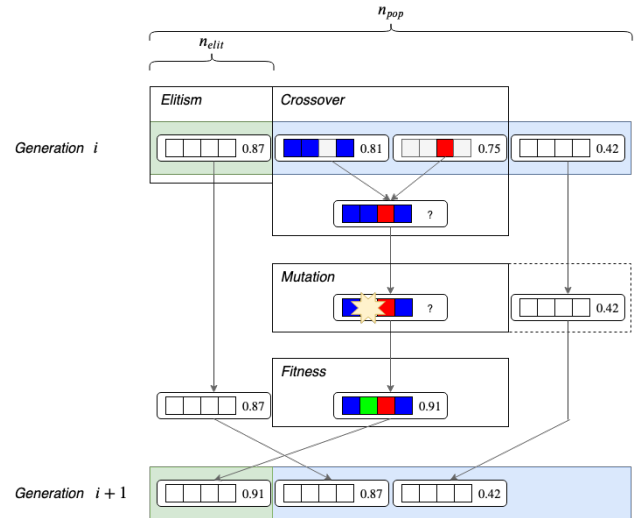 n_pop
n_elit
Elitism
Crossover
Generation i
0.87
0.81
0.75
0.42
?
Mutation
?
0.42
Fitness
0.87
0.91
Generation i + 1
0.91
0.87
0.42